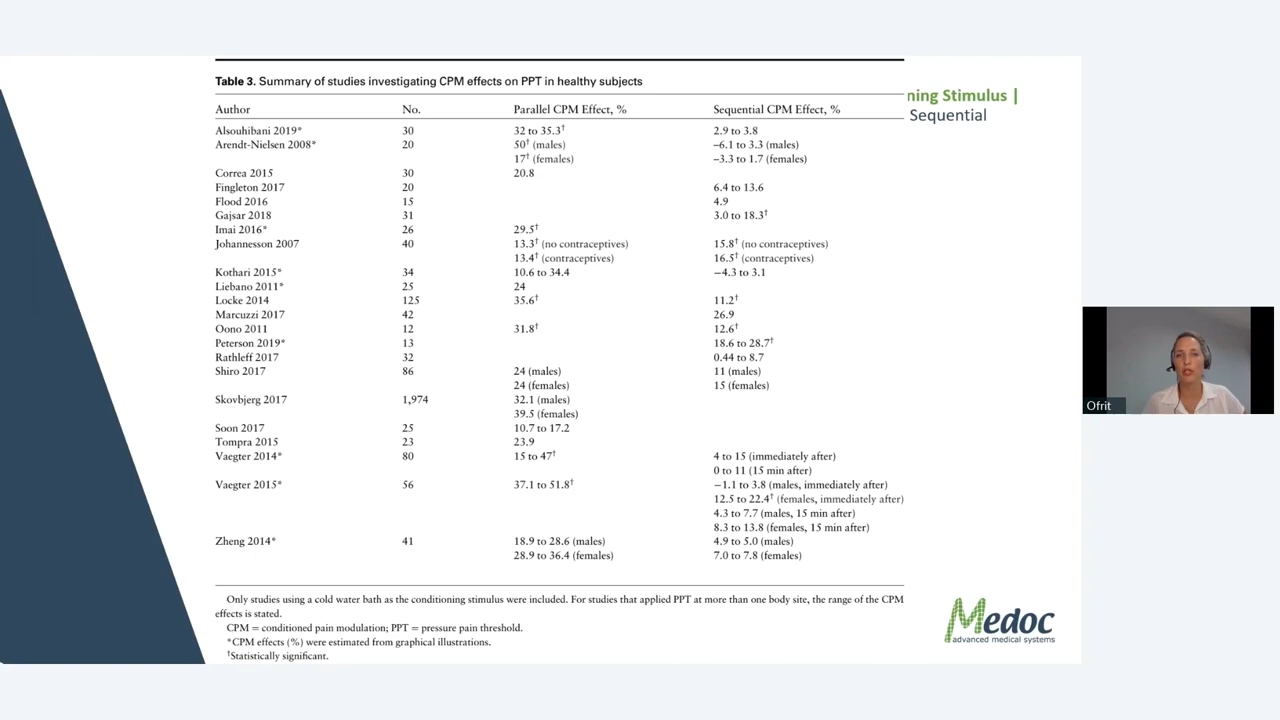 Table 3. Summary of studies investigating CPM effects on PPT in healthy subjects
Author No. Parallel CPM Effect, % Sequential CPM Effect, %
ning Stimulus |
Sequential
Alsouhibani 2019* 30 32 to 35.3† 2.9 to 3.8
Arendt-Nielsen 2008* 20 50† (males) –6.1 to 3.3 (males)
17† (females) –3.3 to 1.7 (females)
Correa 2015 30 20.8
Fingleton 2017 20 6.4 to 13.6
Flood 2016 15 4.9
Gajsar 2018 31 3.0 to 18.3†
Imai 2016* 26 29.5†
Johannesson 2007 40 13.3† (no contraceptives) 15.8† (no contraceptives)
13.4† (contraceptives) 16.5† (contraceptives)
Kothari 2015* 34 10.6 to 34.4 −4.3 to 3.1
Liebano 2011* 25 24
Locke 2014 125 35.6† 11.2†
Marcuzzi 2017 42 26.9
Oono 2011 12 31.8† 12.6†
Peterson 2019* 13 18.6 to 28.7†
Rathleff 2017 32 0.44 to 8.7
Shiro 2017 86 24 (males) 11 (males)
24 (females) 15 (females)
Skovbjerg 2017 1,974 32.1 (males)
39.5 (females)
Soon 2017 25 10.7 to 17.2
Tompra 2015 23 23.9
Vaegter 2014* 80 15 to 47† 4 to 15 (immediately after)
0 to 11 (15 min after)
Vaegter 2015* 56 37.1 to 51.8† −1.1 to 3.8 (males, immediately after)
12.5 to 22.4† (females, immediately after)
4.3 to 7.7 (males, 15 min after)
8.3 to 13.8 (females, 15 min after)
Zheng 2014* 41 18.9 to 28.6 (males) 4.9 to 5.0 (males)
28.9 to 36.4 (females) 7.0 to 7.8 (females)
Only studies using a cold water bath as the conditioning stimulus were included. For studies that applied PPT at more than one body site, the range of the CPM
effects is stated.
CPM = conditioned pain modulation; PPT = pressure pain threshold.
*CPM effects (%) were estimated from graphical illustrations.
†Statistically significant.
Medoc
advanced medical systems
Ofrit